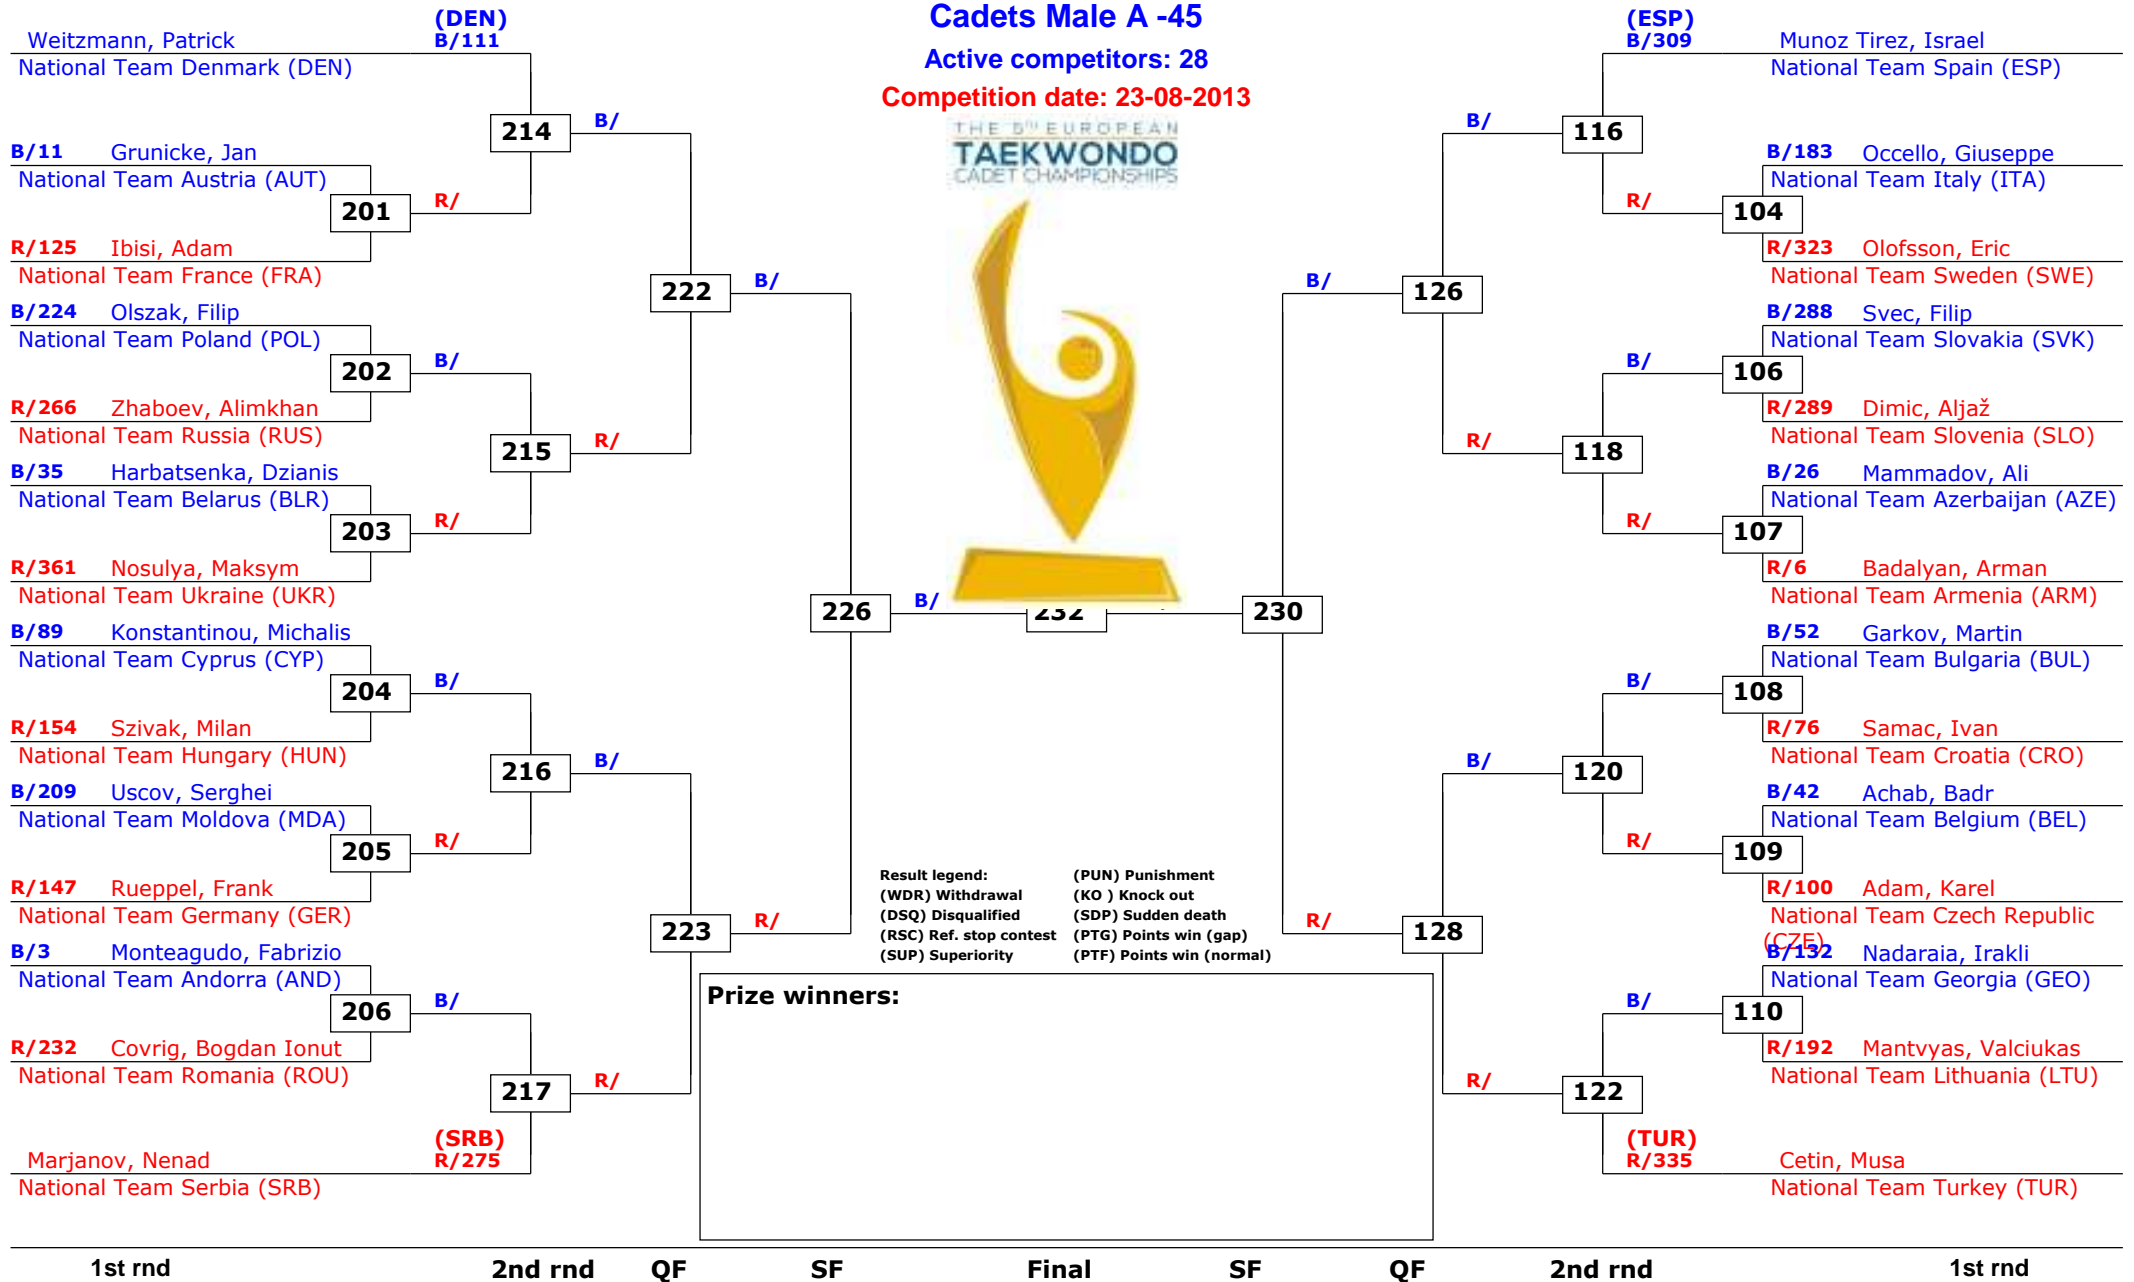 Cadets Male A -45
Active competitors: 28
Competition date: 23-08-2013
THE 5TH EUROPEAN
TAEKWONDO
CADET CHAMPIONSHIPS
(DEN)
Weitzmann, Patrick B/111
National Team Denmark (DEN)
214 B/
B/11 Grunicke, Jan
National Team Austria (AUT)
201 R/
R/125 Ibisi, Adam
National Team France (FRA)
222 B/
B/224 Olszak, Filip
National Team Poland (POL)
202 B/
R/266 Zhaboev, Alimkhan
National Team Russia (RUS)
215 R/
B/35 Harbatsenka, Dzianis
National Team Belarus (BLR)
203 R/
R/361 Nosulya, Maksym
National Team Ukraine (UKR)
226 B/ 232 230
B/89 Konstantinou, Michalis
National Team Cyprus (CYP)
204 B/
R/154 Szivak, Milan
National Team Hungary (HUN)
216 B/
B/209 Uscov, Serghei
National Team Moldova (MDA)
205 R/
R/147 Rueppel, Frank
National Team Germany (GER)
223 R/
B/3 Monteagudo, Fabrizio
National Team Andorra (AND)
206 B/
R/232 Covrig, Bogdan Ionut
National Team Romania (ROU)
217 R/
(SRB)
Marjanov, Nenad R/275
National Team Serbia (SRB)
(ESP)
B/309 Munoz Tirez, Israel
National Team Spain (ESP)
B/ 116
B/183 Occello, Giuseppe
National Team Italy (ITA)
R/ 104
R/323 Olofsson, Eric
National Team Sweden (SWE)
B/ 126
B/288 Svec, Filip
National Team Slovakia (SVK)
B/ 106
R/289 Dimic, Aljaž
National Team Slovenia (SLO)
R/ 118
B/26 Mammadov, Ali
National Team Azerbaijan (AZE)
R/ 107
R/6 Badalyan, Arman
National Team Armenia (ARM)
B/52 Garkov, Martin
National Team Bulgaria (BUL)
B/ 108
R/76 Samac, Ivan
National Team Croatia (CRO)
B/ 120
B/42 Achab, Badr
National Team Belgium (BEL)
R/ 109
R/100 Adam, Karel
National Team Czech Republic
(CZE)
R/ 128
B/132 Nadaraia, Irakli
National Team Georgia (GEO)
B/ 110
R/192 Mantvyas, Valciukas
National Team Lithuania (LTU)
R/ 122
(TUR)
R/335 Cetin, Musa
National Team Turkey (TUR)
Result legend: (PUN) Punishment
(WDR) Withdrawal (KO ) Knock out
(DSQ) Disqualified (SDP) Sudden death
(RSC) Ref. stop contest (PTG) Points win (gap)
(SUP) Superiority (PTF) Points win (normal)
Prize winners:
1st rnd 2nd rnd QF SF Final SF QF 2nd rnd 1st rnd